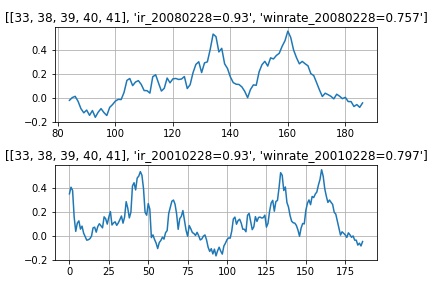 [[33, 38, 39, 40, 41], 'ir_20080228=0.93', 'winrate_20080228=0.757']
0.4
0.2
0.0
−0.2
80 100 120 140 160 180
[[33, 38, 39, 40, 41], 'ir_20010228=0.93', 'winrate_20010228=0.797']
0.4
0.2
0.0
−0.2
0 25 50 75 100 125 150 175